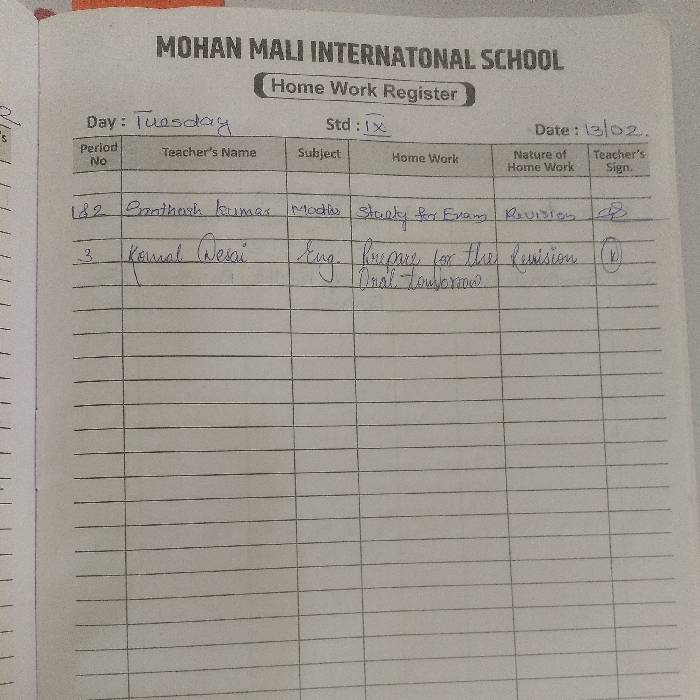 MOHAN MALI INTERNATONAL SCHOOL
Home Work Register
Day : Tuesday Std : IX Date : 13/02.
Period No Teacher's Name Subject Home Work Nature of Home Work Teacher's Sign.
1&2 Santhosh Kumar Maths Study for Exam Revision
3 Komal Desai Eng. Prepare for the Revision K
Oral tomorrow.